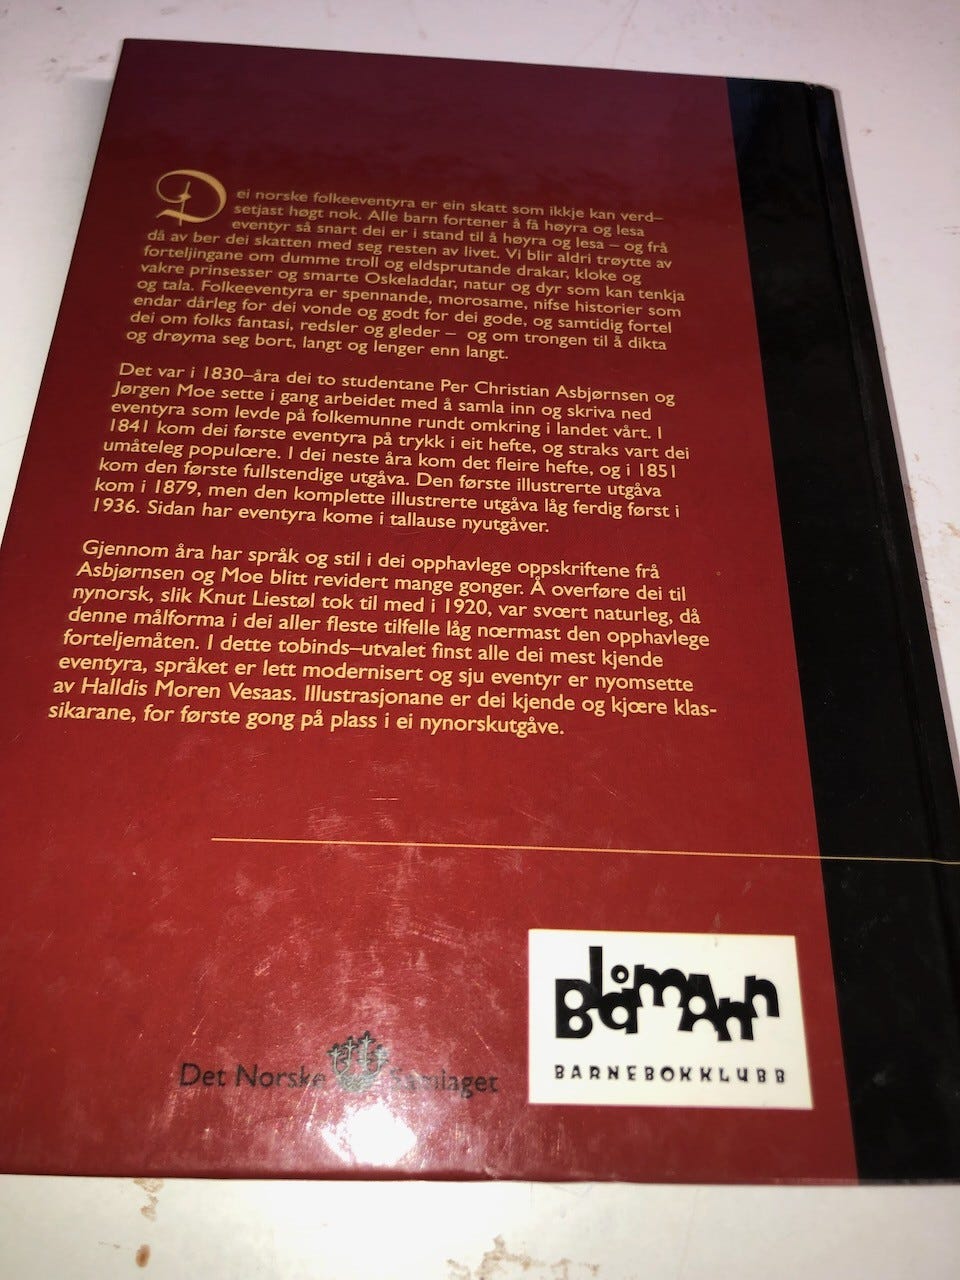 Dei norske folkeeventyra er ein skatt som ikkje kan verd–
setjast høgt nok. Alle barn fortener å få høyra og lesa
eventyr så snart dei er i stand til å høyra og lesa – og frå
då av ber dei skatten med seg resten av livet. Vi blir aldri trøytte av
forteljingane om dumme troll og eldsprutande drakar, kloke og
vakre prinsesser og smarte Oskeladdar, natur og dyr som kan tenkja
og tala. Folkeeventyra er spennande, morosame, nifse historier som
endar dårleg for dei vonde og godt for dei gode, og samtidig fortel
dei om folks fantasi, redsler og gleder – og om trongen til å dikta
og drøyma seg bort, langt og lenger enn langt.
Det var i 1830–åra dei to studentane Per Christian Asbjørnsen og
Jørgen Moe sette i gang arbeidet med å samla inn og skriva ned
eventyra som levde på folkemunne rundt omkring i landet vårt. I
1841 kom dei første eventyra på trykk i eit hefte, og straks vart dei
umåteleg populære. I dei neste åra kom det fleire hefte, og i 1851
kom den første fullstendige utgåva. Den første illustrerte utgåva
kom i 1879, men den komplette illustrerte utgåva låg ferdig først i
1936. Sidan har eventyra kome i tallause nyutgåver.
Gjennom åra har språk og stil i dei opphavlege oppskriftene frå
Asbjørnsen og Moe blitt revidert mange gonger. Å overføre dei til
nynorsk, slik Knut Liestøl tok til med i 1920, var svært naturleg, då
denne målforma i dei aller fleste tilfelle låg nærmast den opphavlege
forteljemåten. I dette tobinds–utvalet finst alle dei mest kjende
eventyra, språket er lett modernisert og sju eventyr er nyomsette
av Halldis Moren Vesaas. Illustrasjonane er dei kjende og kjære klas-
sikarane, for første gong på plass i ei nynorskutgåve.
Blåmann
BARNEBOKKLUBB
Det Norske Samlaget